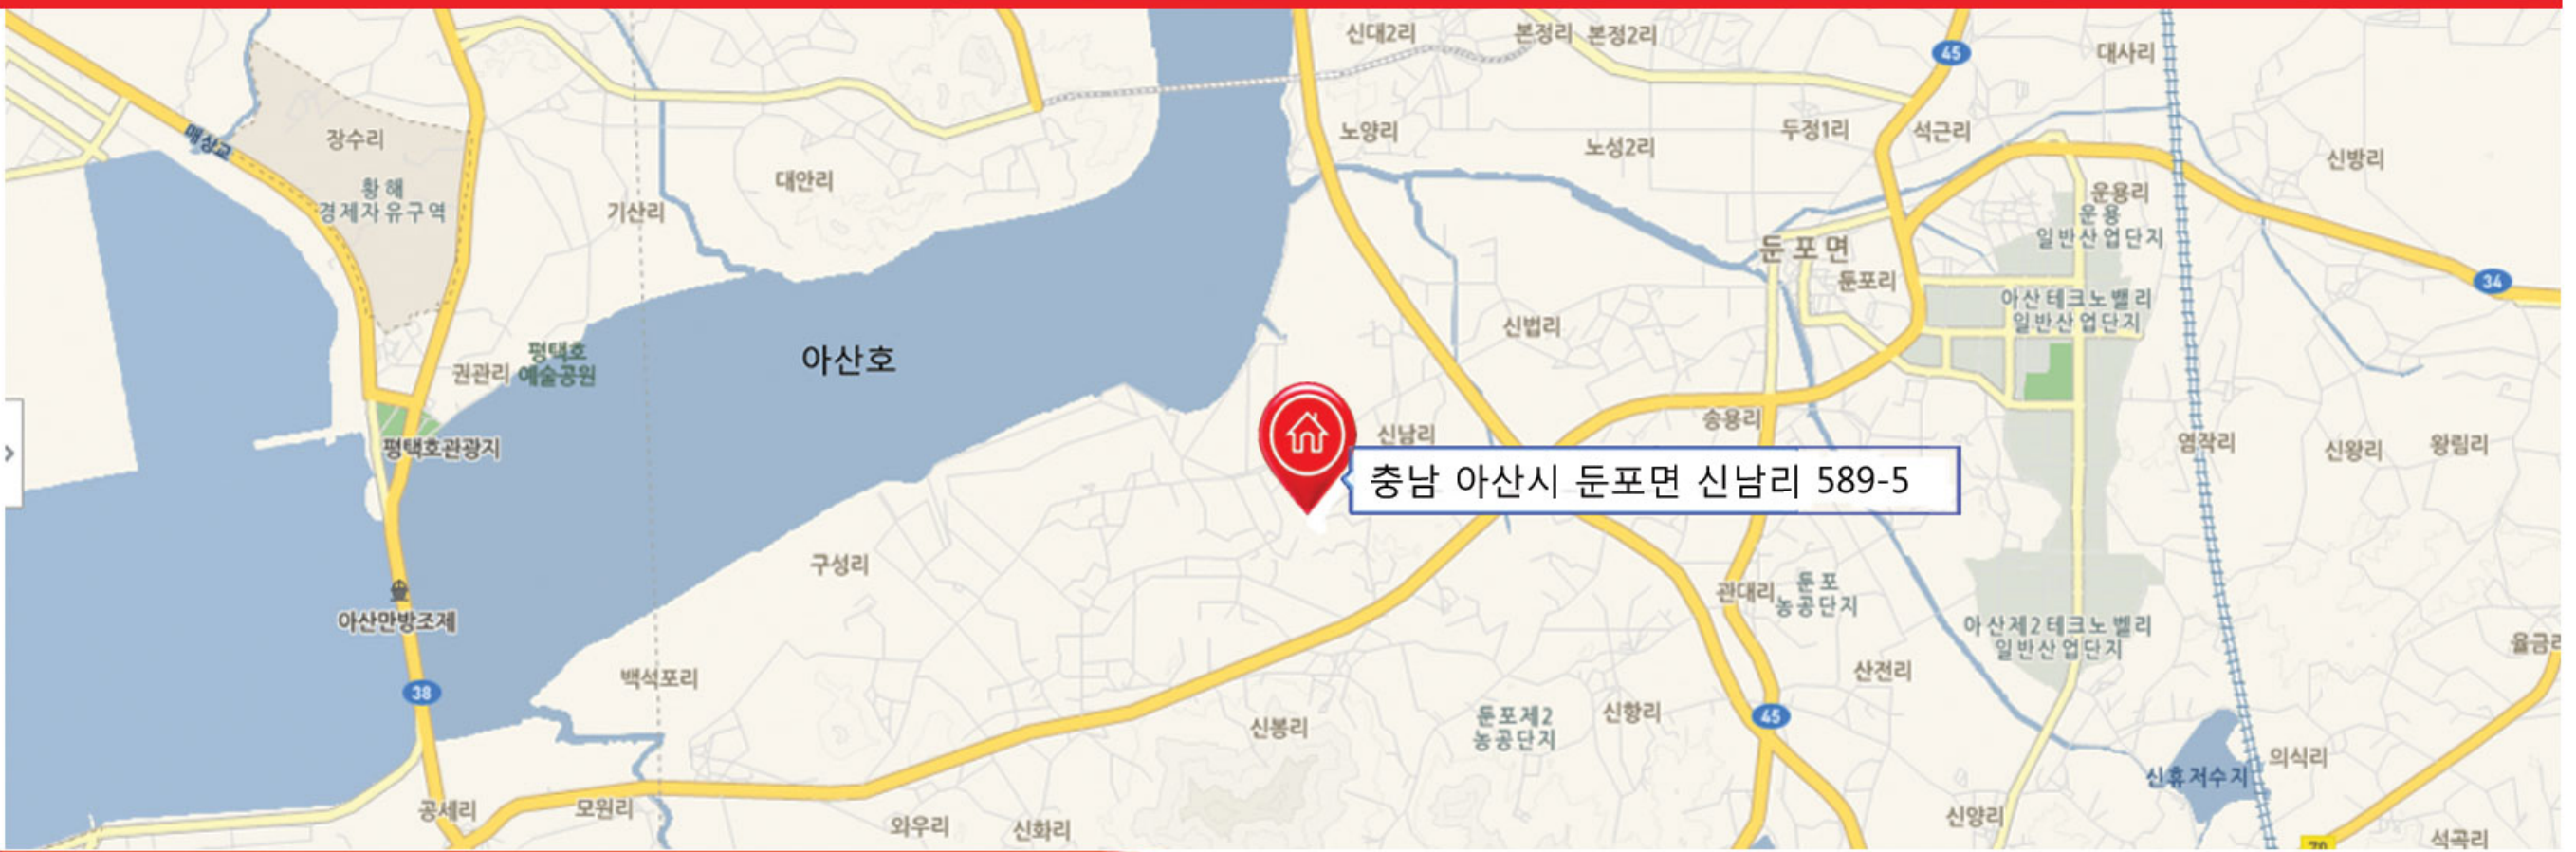 신대2리
본정리
본정2리
45
대사리
매상교
장수리
노양리
노성2리
두정1리
석근리
신방리
황해
경제자유구역
기산리
대안리
운용리
운용
일반산업단지
둔포면
둔포리
34
아산테크노밸리
일반산업단지
신법리
평택호
예술공원
권관리
아산호
신남리
송용리
평택호관광지
염작리
신왕리
왕림리
충남 아산시 둔포면 신남리 589-5
구성리
관대리
둔포
농공단지
아산만방조제
아산제2테크노벨리
일반산업단지
백석포리
산전리
38
신봉리
둔포제2
농공단지
신항리
45
의식리
신휴저수지
공세리
모원리
와우리
신화리
신양리
석곡리
70